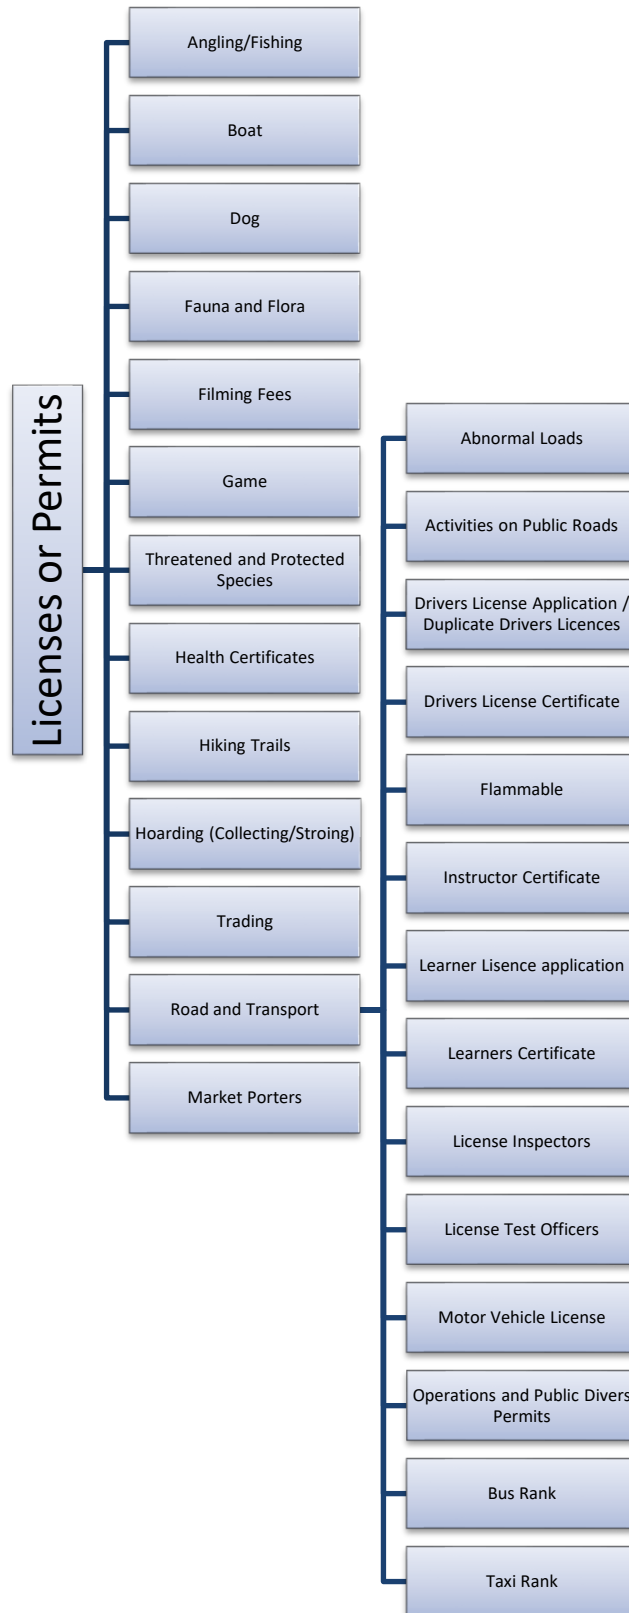 Licenses or Permits
Angling/Fishing
Boat
Dog
Fauna and Flora
Filming Fees
Game
Threatened and Protected
Species
Health Certificates
Hiking Trails
Hoarding (Collecting/Stroing)
Trading
Road and Transport
Market Porters
Abnormal Loads
Activities on Public Roads
Drivers License Application /
Duplicate Drivers Licences
Drivers License Certificate
Flammable
Instructor Certificate
Learner Lisence application
Learners Certificate
License Inspectors
License Test Officers
Motor Vehicle License
Operations and Public Divers
Permits
Bus Rank
Taxi Rank